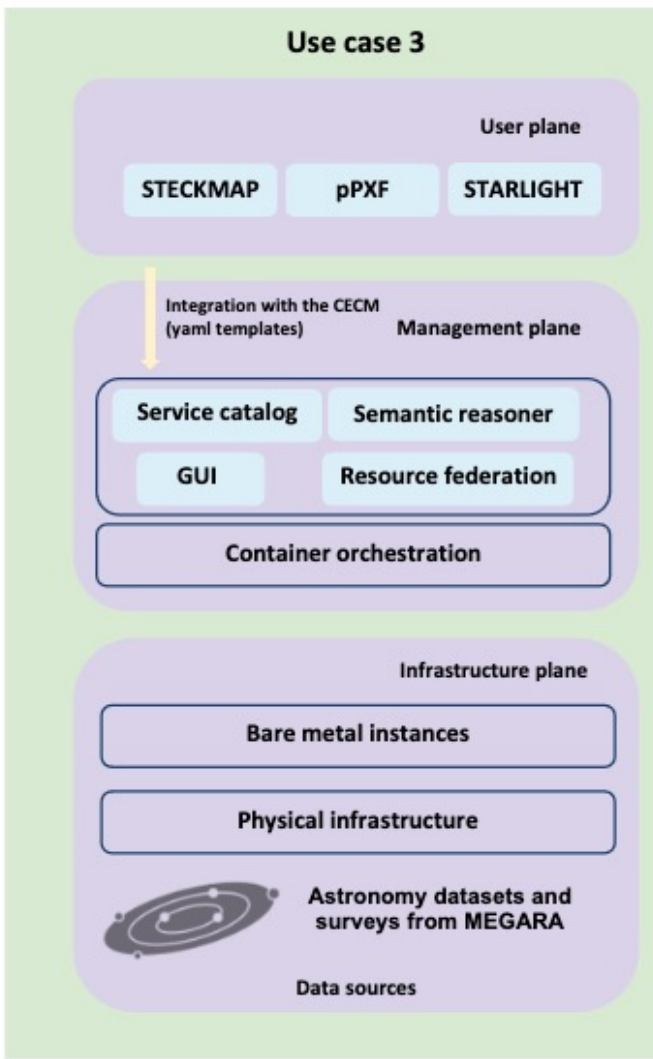 Use case 3
User plane
STECKMAP
pPXF
STARLIGHT
Integration with the CECM
(yaml templates)
Management plane
Service catalog
Semantic reasoner
GUI
Resource federation
Container orchestration
Infrastructure plane
Bare metal instances
Physical infrastructure
Astronomy datasets and
surveys from MEGARA
Data sources